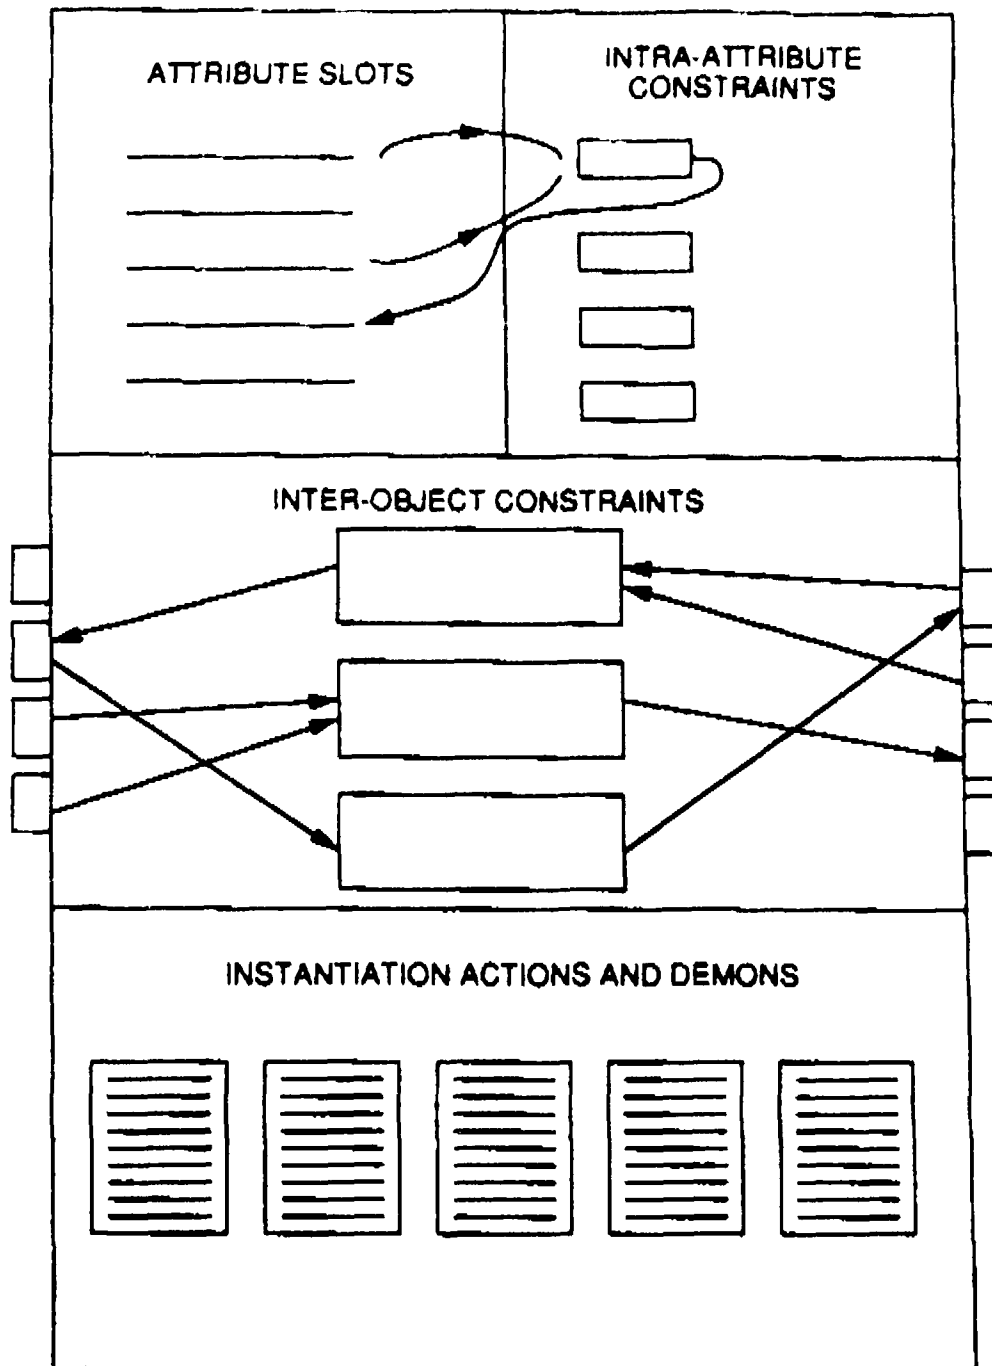 ATTRIBUTE SLOTS
INTRA-ATTRIBUTE
CONSTRAINTS
INTER-OBJECT CONSTRAINTS
INSTANTIATION ACTIONS AND DEMONS